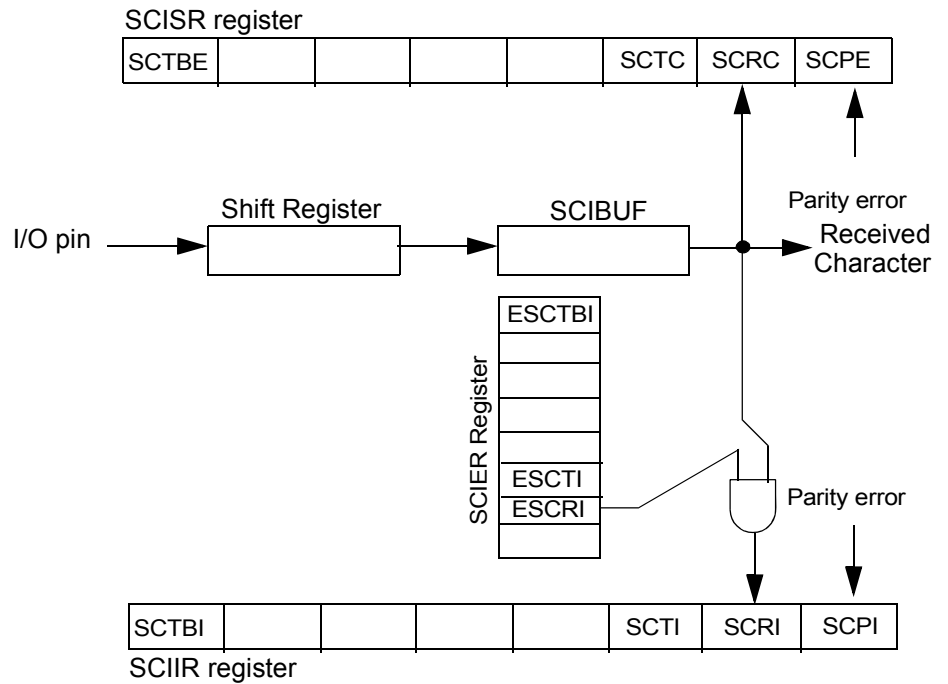 SCISR register
SCTBE
SCTC
SCRC
SCPE
Parity error
I/O pin
Shift Register
SCIBUF
Received
Character
SCIER Register
ESCTBI
ESCTI
ESCRI
Parity error
SCTBI
SCTI
SCRI
SCPI
SCIIR register